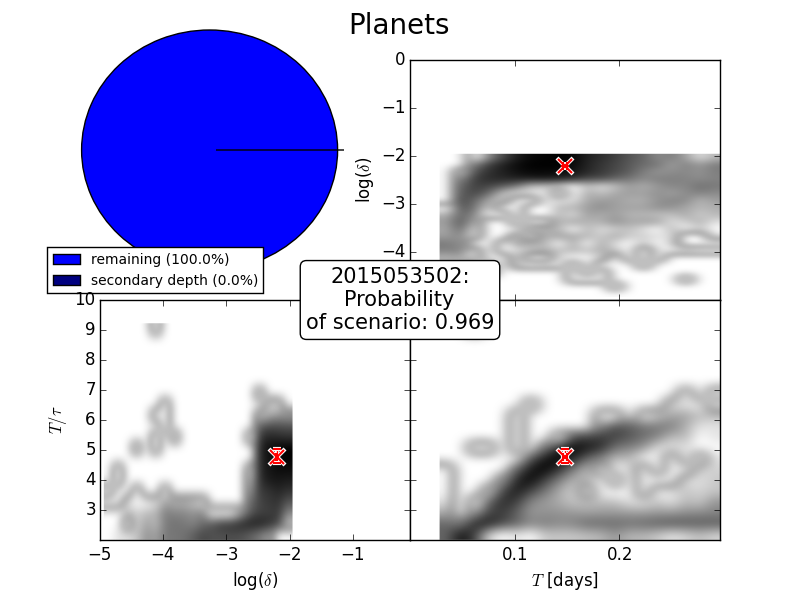 Planets
remaining (100.0%)
secondary depth (0.0%)
0
−1
−2
−3
−4
log(δ)
2015053502:
Probability
of scenario: 0.969
10
9
8
7
6
5
4
3
T/τ
−5
−4
−3
−2
−1
log(δ)
0.1
0.2
T [days]